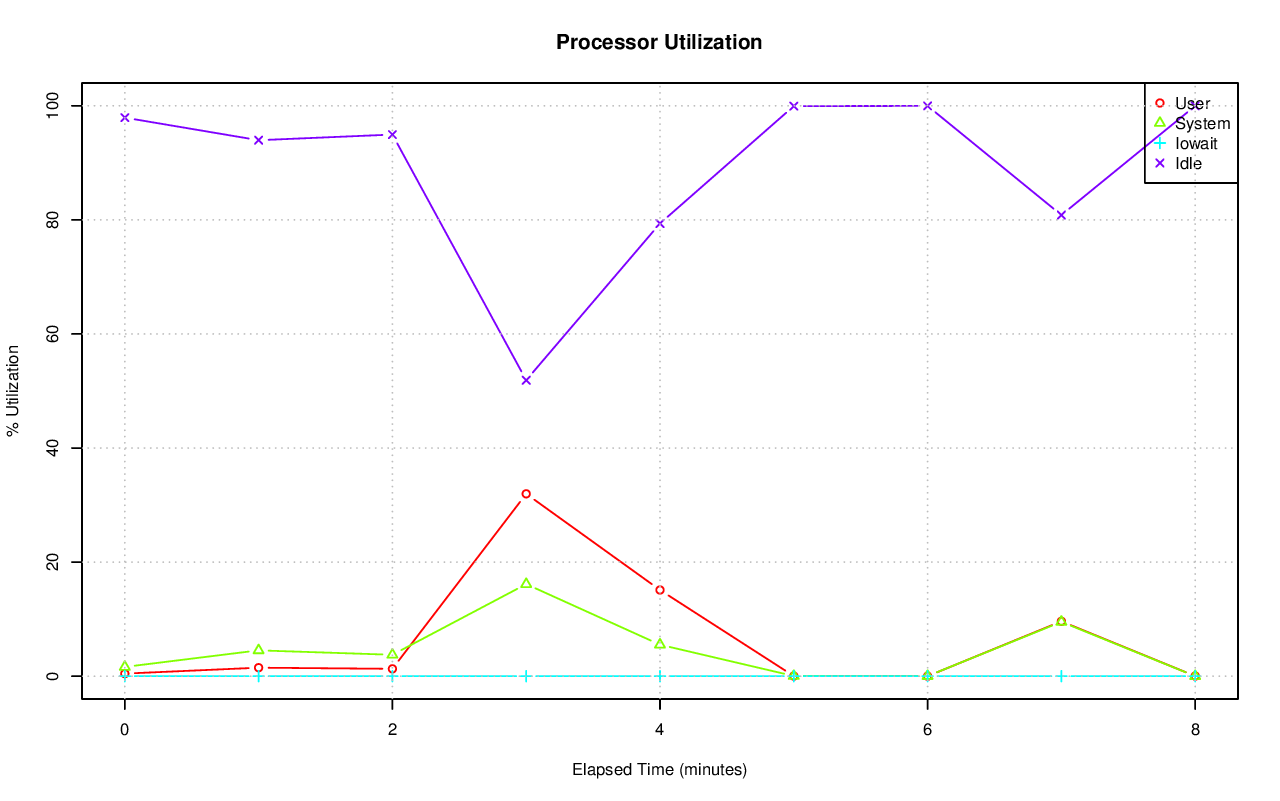 Processor Utilization
% Utilization
100
80
60
40
20
0
User
System
Iowait
Idle
0 2 4 6 8
Elapsed Time (minutes)